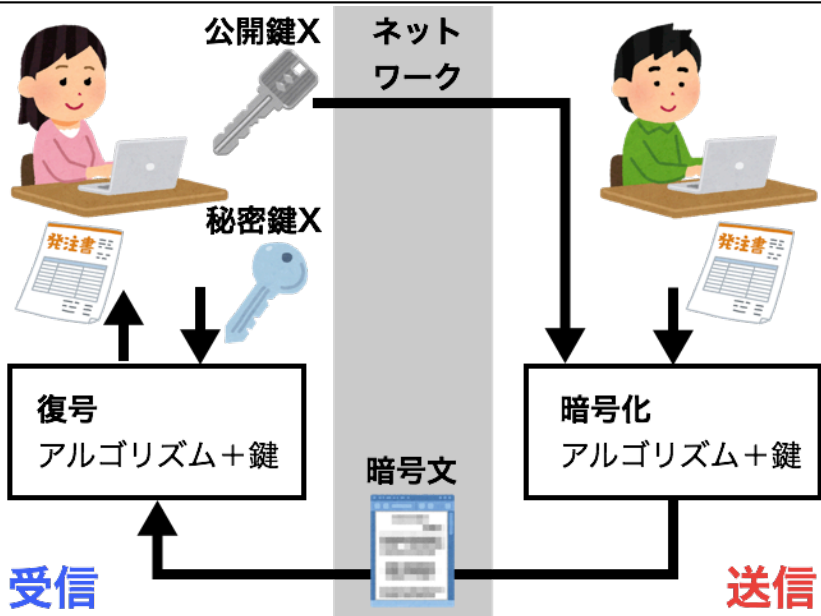 公開鍵X
ネット
ワーク
秘密鍵X
発注書
発注書
復号
アルゴリズム＋鍵
暗号化
アルゴリズム＋鍵
暗号文
受信
送信